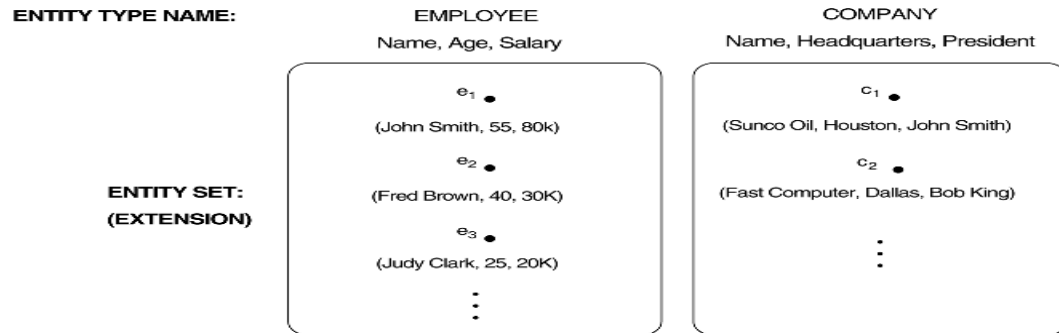 ENTITY TYPE NAME: EMPLOYEE COMPANY
Name, Age, Salary Name, Headquarters, President
e1 c1
(John Smith, 55, 80k) (Sunco Oil, Houston, John Smith)
e2 c2
ENTITY SET: (Fred Brown, 40, 30K) (Fast Computer, Dallas, Bob King)
(EXTENSION)
e3
(Judy Clark, 25, 20K)